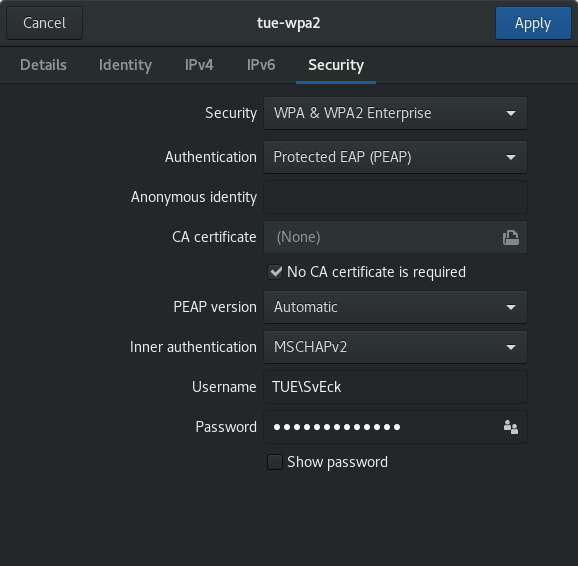 Cancel tue-wpa2 Apply
Details Identity IPv4 IPv6 Security
Security WPA & WPA2 Enterprise
Authentication Protected EAP (PEAP)
Anonymous identity
CA certificate (None)
No CA certificate is required
PEAP version Automatic
Inner authentication MSCHAPv2
Username TUE\SvEck
Password •••••••••••••
Show password